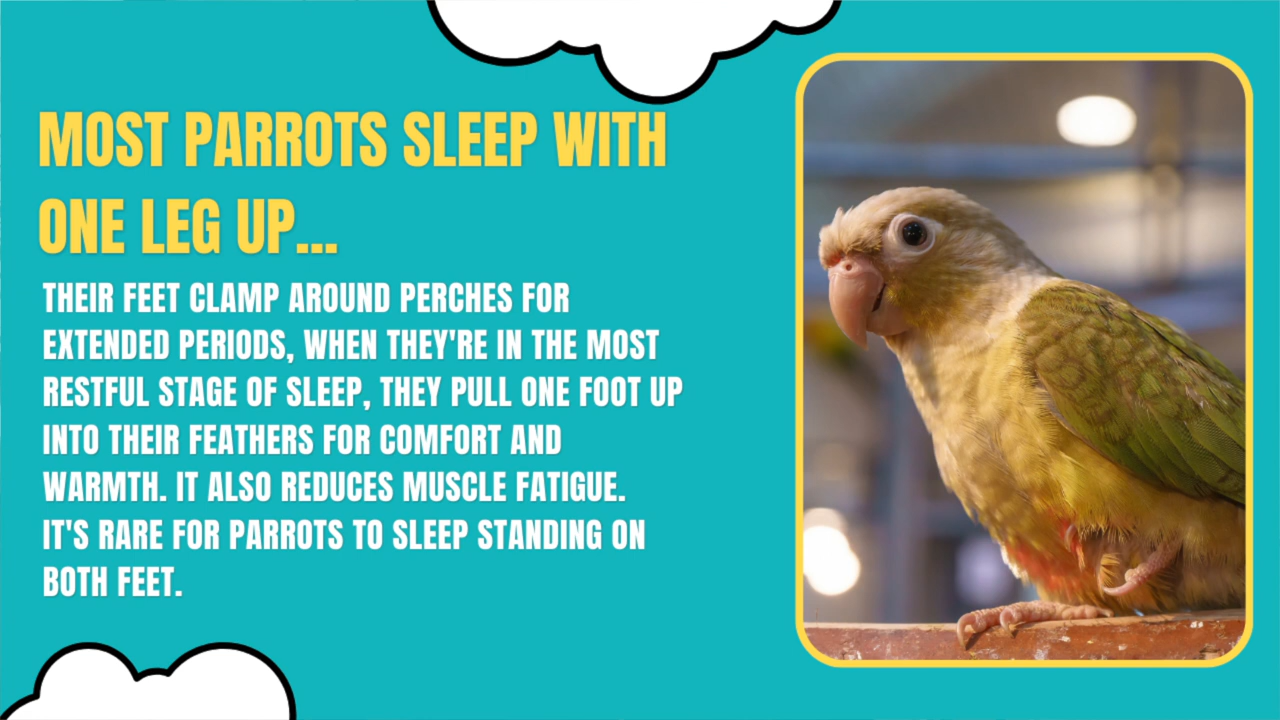 MOST PARROTS SLEEP WITH
ONE LEG UP...
THEIR FEET CLAMP AROUND PERCHES FOR
EXTENDED PERIODS, WHEN THEY'RE IN THE MOST
RESTFUL STAGE OF SLEEP, THEY PULL ONE FOOT UP
INTO THEIR FEATHERS FOR COMFORT AND
WARMTH. IT ALSO REDUCES MUSCLE FATIGUE.
IT'S RARE FOR PARROTS TO SLEEP STANDING ON
BOTH FEET.